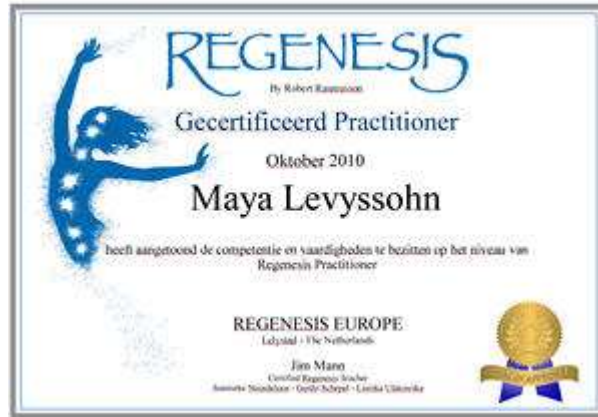 REGENESIS
By Robert Rasmusson
Gecertificeerd Practitioner
Oktober 2010
Maya Levyssohn
heeft aangetoond de competentie en vaardigheden te bezitten op het niveau van
Regenesis Practitioner
REGENESIS EUROPE
Lelystad - The Netherlands
Jim Mann
Certified Regenesis Teacher